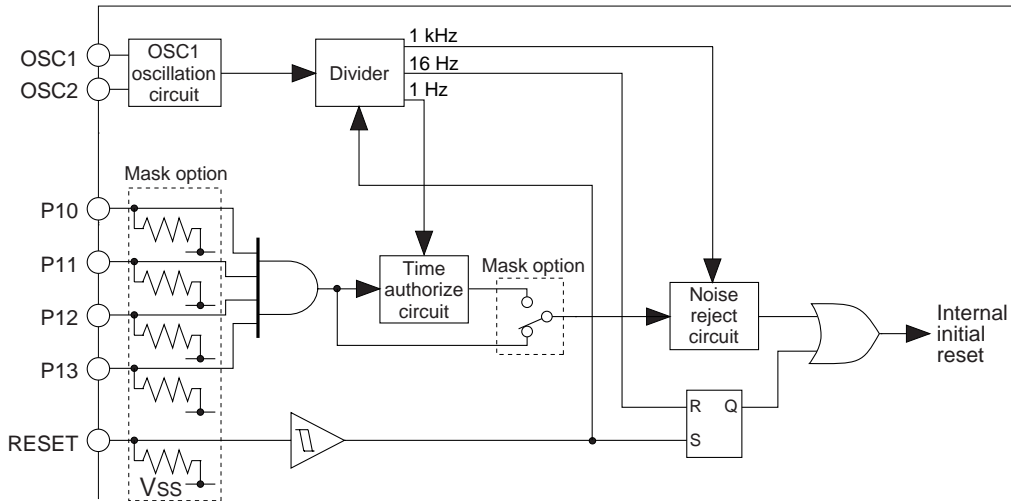 OSC1
OSC2
OSC1
oscillation
circuit
Divider
1 kHz
16 Hz
1 Hz
Mask option
P10
P11
P12
P13
RESET
VSS
Time
authorize
circuit
Mask option
Noise
reject
circuit
R
Q
S
Internal
initial
reset